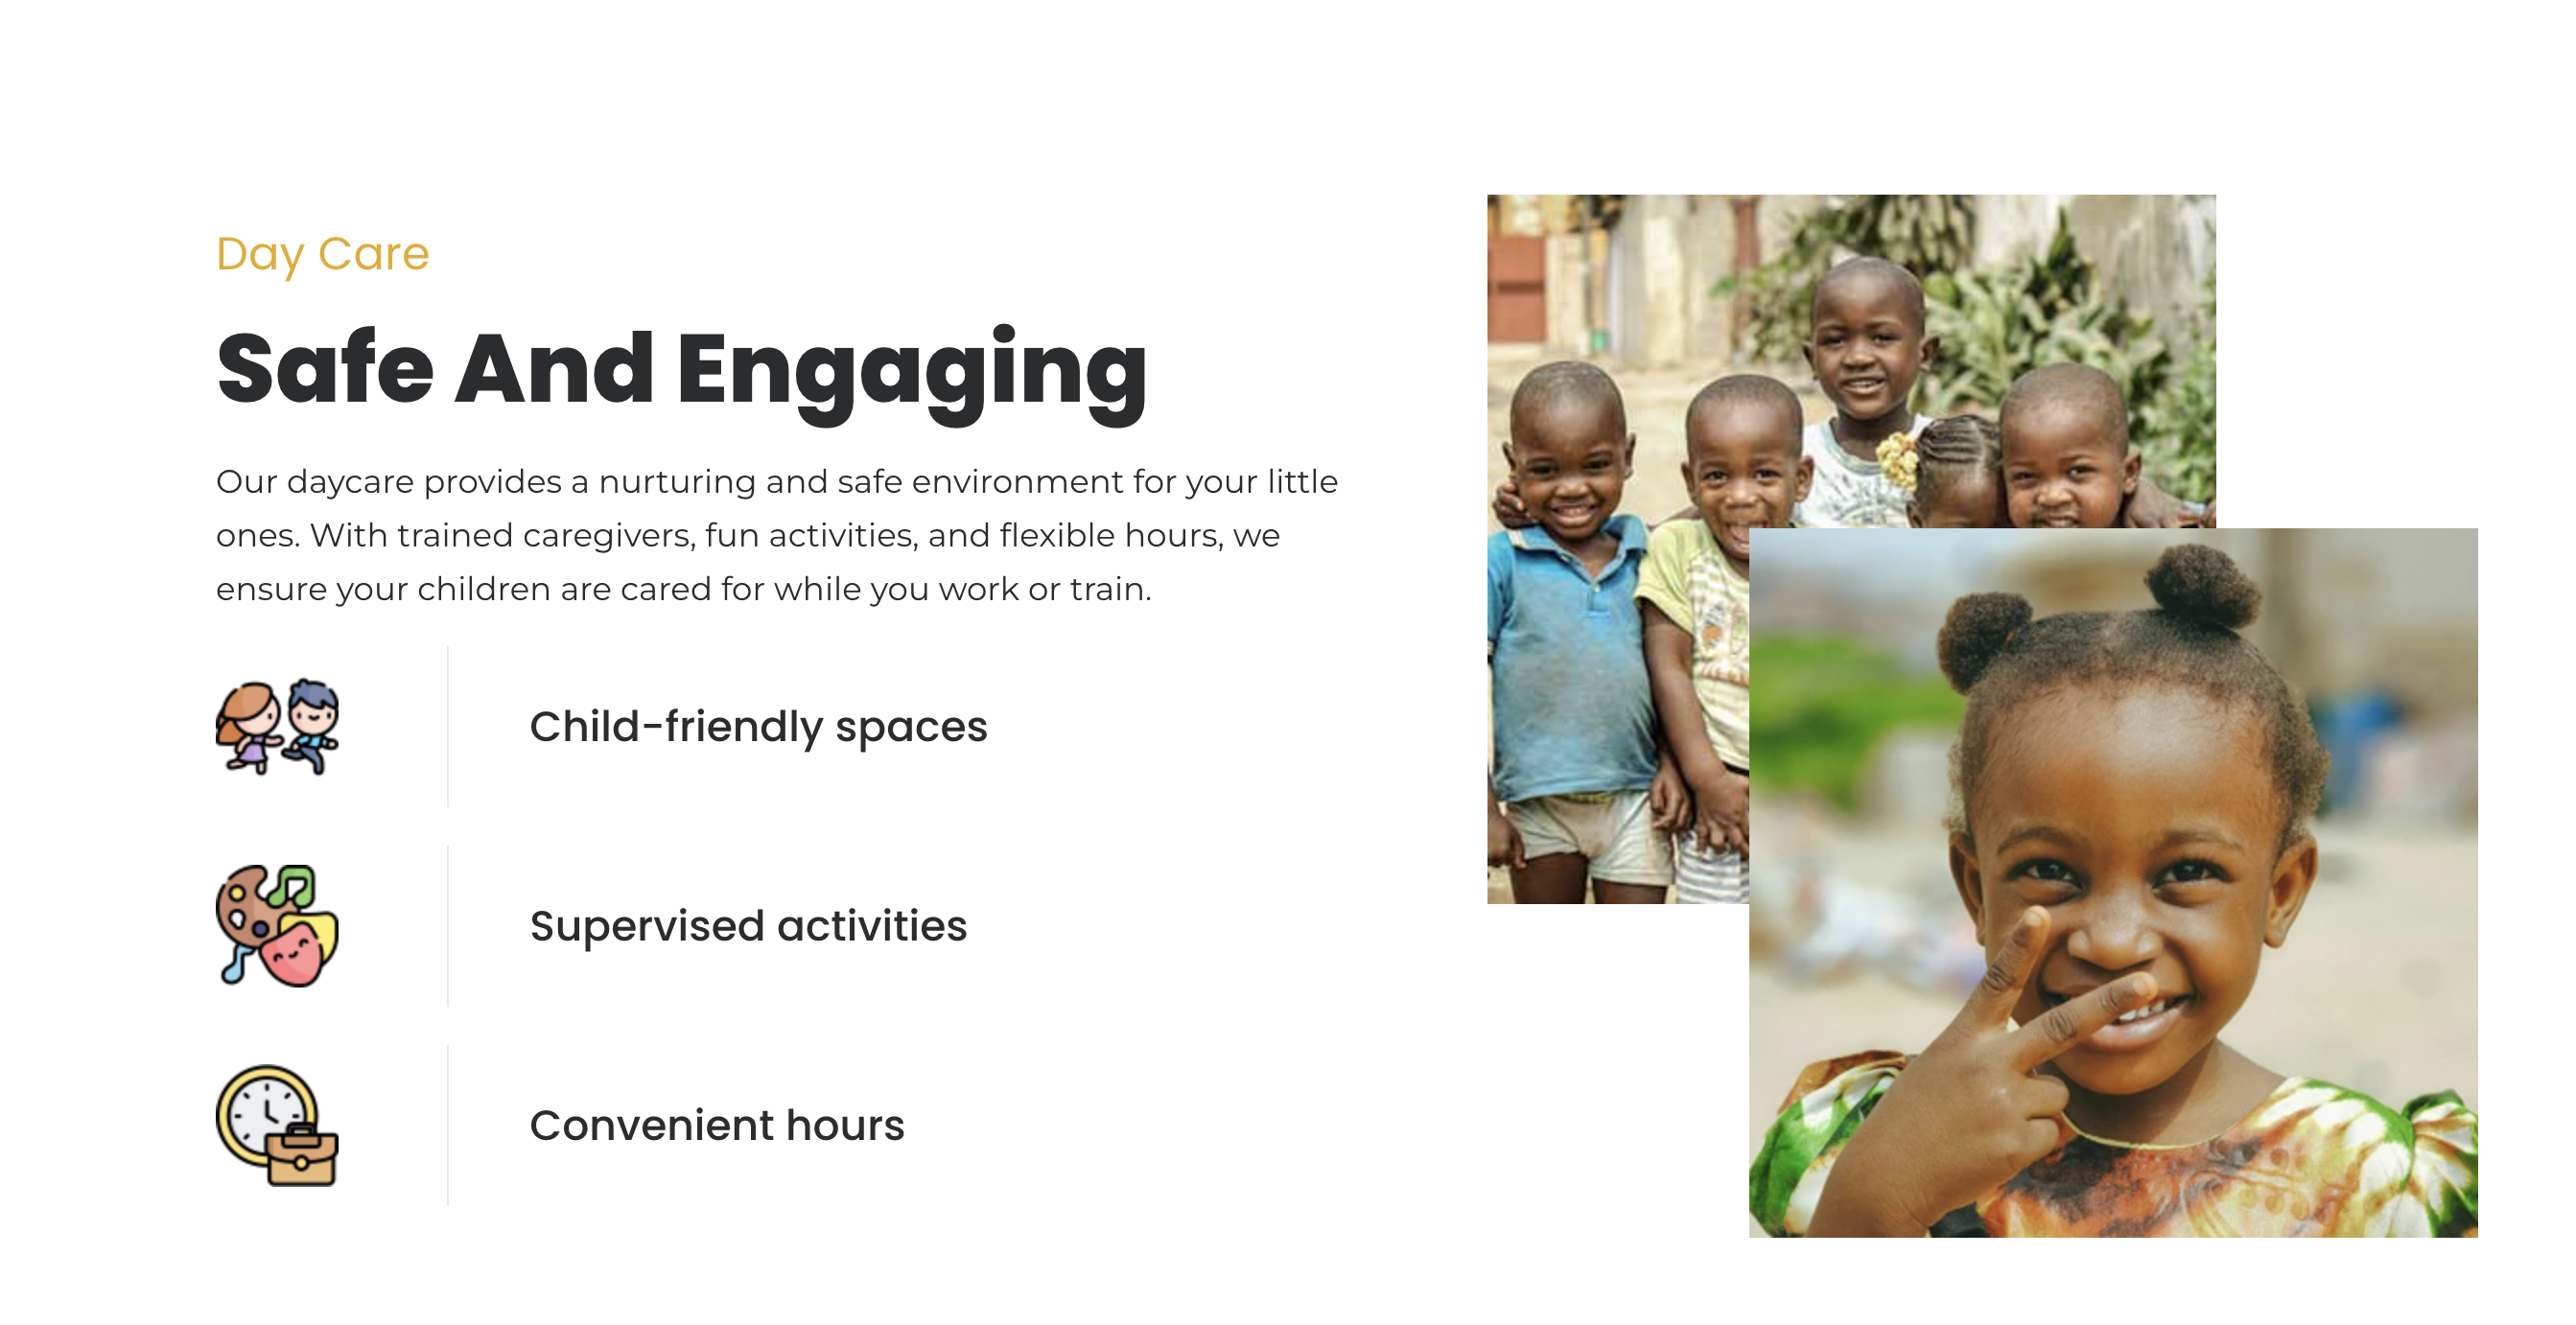 Day Care
Safe And Engaging
Our daycare provides a nurturing and safe environment for your little
ones. With trained caregivers, fun activities, and flexible hours, we
ensure your children are cared for while you work or train.
Child-friendly spaces
Supervised activities
Convenient hours